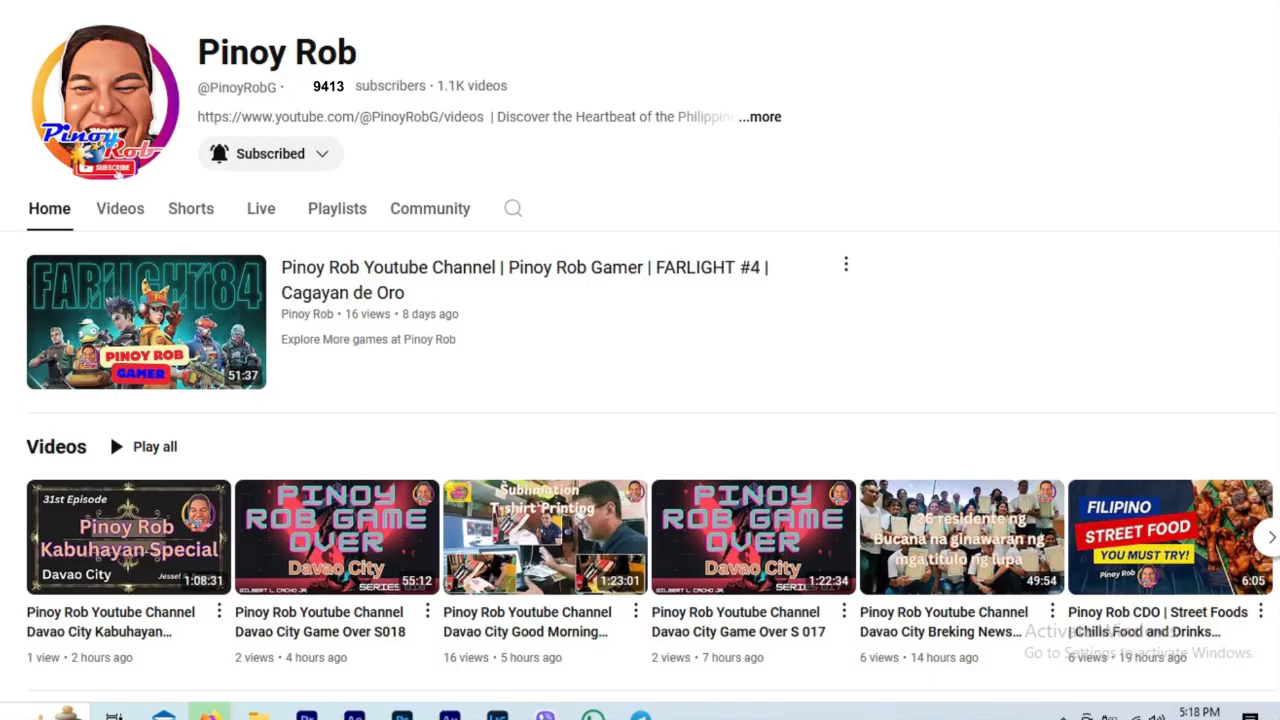 Pinoy Rob
@PinoyRobG · 9413 subscribers · 1.1K videos
https://www.youtube.com/@PinoyRobG/videos | Discover the Heartbeat of the Philippin ...more
Subscribed
Pinoy
Rob
SUBSCRIBE
Home Videos Shorts Live Playlists Community
FARLIGHT84
PINOY ROB
GAMER
51:37
Pinoy Rob Youtube Channel | Pinoy Rob Gamer | FARLIGHT #4 |
Cagayan de Oro
Pinoy Rob · 16 views · 8 days ago
Explore More games at Pinoy Rob
Videos Play all
31st Episode
Pinoy Rob
Kabuhayan Special
Davao City
1:08:31
Pinoy Rob Youtube Channel
Davao City Kabuhayan...
1 view · 2 hours ago
PINOY
ROB GAME
OVER
Davao City
55:12
GILBERT L. CACHO JR.
Pinoy Rob Youtube Channel
Davao City Game Over S018
2 views · 4 hours ago
Sublimation
T-shirt Printing
1:23:01
Pinoy Rob Youtube Channel
Davao City Good Morning...
16 views · 5 hours ago
PINOY
ROB GAME
OVER
Davao City
1:22:34
GILBERT L. CACHO JR.
Pinoy Rob Youtube Channel
Davao City Game Over S 017
2 views · 7 hours ago
26 residente ng
Bucana na ginawaran ng
mga titulo ng lupa
49:54
Pinoy Rob Youtube Channel
Davao City Breking News...
6 views · 14 hours ago
FILIPINO
STREET FOOD
YOU MUST TRY!
Pinoy Rob
6:05
Pinoy Rob CDO | Street Foods
| Chills Food and Drinks...
6 views · 19 hours ago
Activate Windows
Go to Settings to activate Windows.
5:18 PM